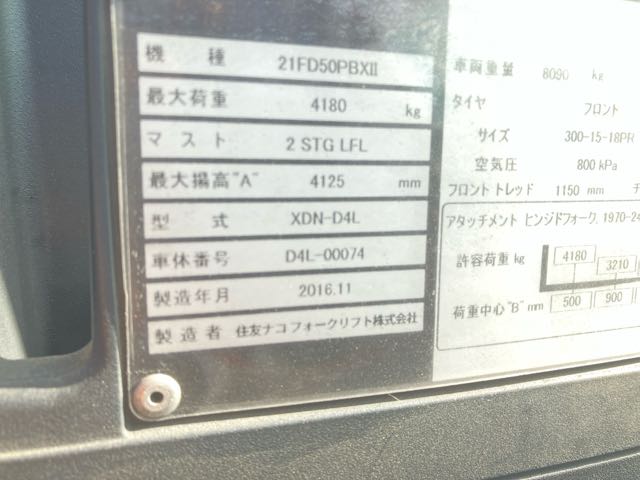 機種 21FD50PBXⅡ
最大荷重 4180 kg
マスト 2 STG LFL
最大揚高"A" 4125 mm
型式 XDN-D4L
車体番号 D4L-00074
製造年月 2016.11
製造者 住友ナコフォークリフト株式会社
車両重量 8090 kg
タイヤ フロント
サイズ 300-15-18PR
空気圧 800 kPa
フロントトレッド 1150 mm
アタッチメント ヒンジドフォーク, 1970-24
許容荷重 kg 4180 3210
荷重中心"B" mm 500 900